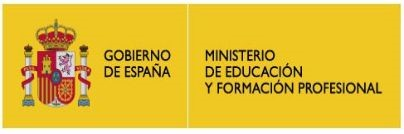 GOBIERNO
DE ESPAÑA
MINISTERIO
DE EDUCACIÓN
Y FORMACIÓN PROFESIONAL